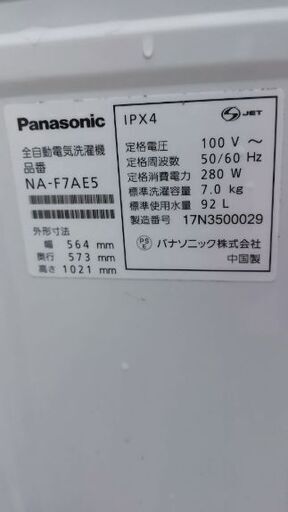 Panasonic
全自動電気洗濯機
品番
NA-F7AE5
外形寸法
幅 564 mm
奥行 573 mm
高さ 1021 mm
IPX4
JET
定格電圧 100 V ～
定格周波数 50/60 Hz
定格消費電力 280 W
標準洗濯容量 7.0 kg
標準使用水量 92 L
製造番号 17N3500029
PS E パナソニック株式会社
中国製